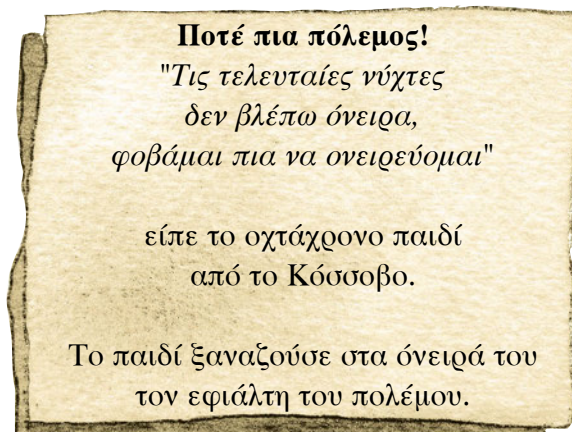 Ποτέ πια πόλεμος!
"Τις τελευταίες νύχτες
δεν βλέπω όνειρα,
φοβάμαι πια να ονειρεύομαι"
είπε το οχτάχρονο παιδί
από το Κόσσοβο.
Το παιδί ξαναζούσε στα όνειρά του
τον εφιάλτη του πολέμου.